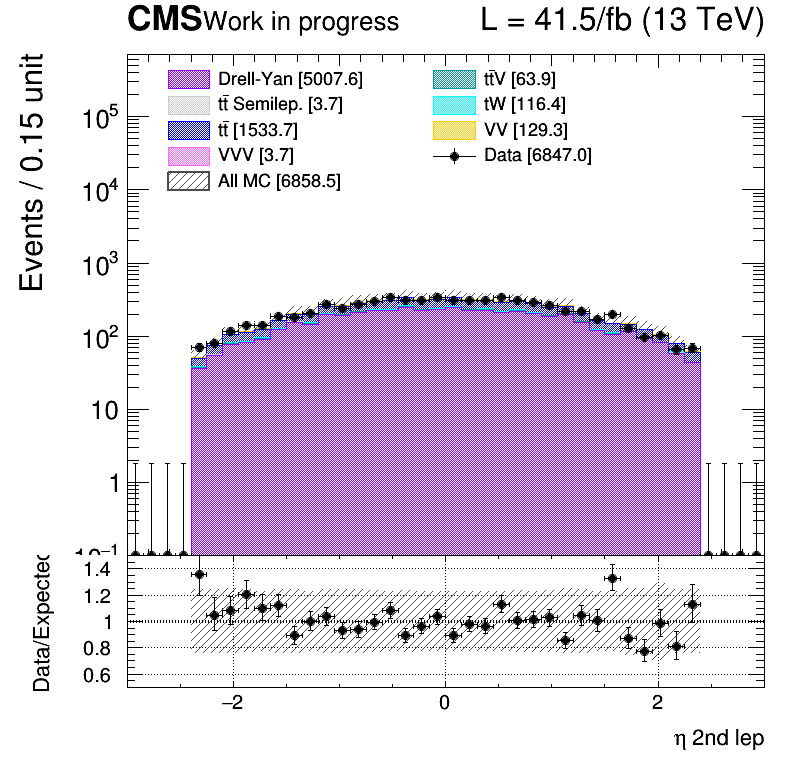 CMS Work in progress L = 41.5/fb (13 TeV)
Drell-Yan [5007.6] tt̄V [63.9]
tt̄ Semilep. [3.7] tW [116.4]
tt̄ [1533.7] VV [129.3]
VVV [3.7] Data [6847.0]
All MC [6858.5]
Events / 0.15 unit
10⁵
10⁴
10³
10²
10
1
10⁻¹
Data/Expected
1.4
1.2
1
0.8
0.6
−2 0 2
η 2nd lep